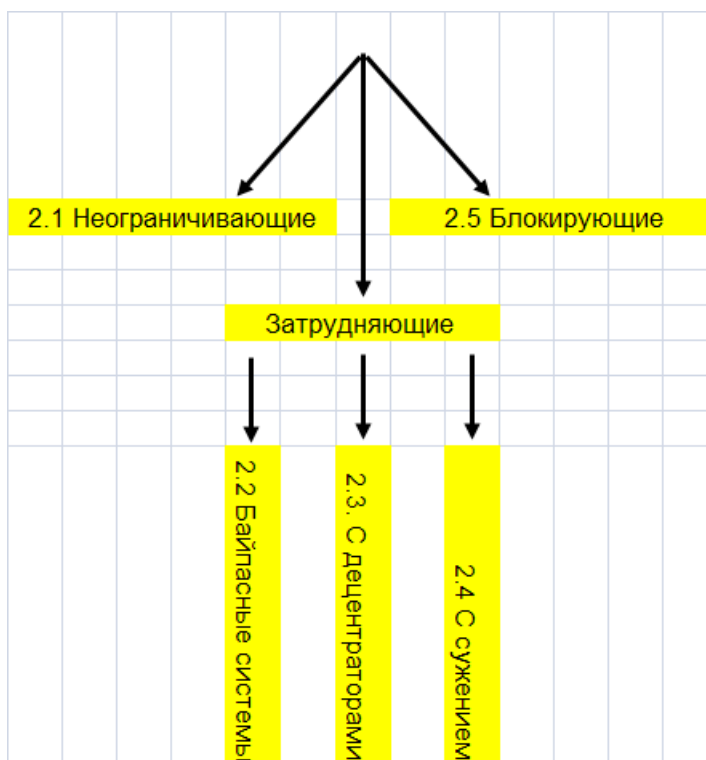 2.1 Неограничивающие
2.5 Блокирующие
Затрудняющие
2.2 Байпасные системы
2.3. С децентраторами
2.4 С сужением